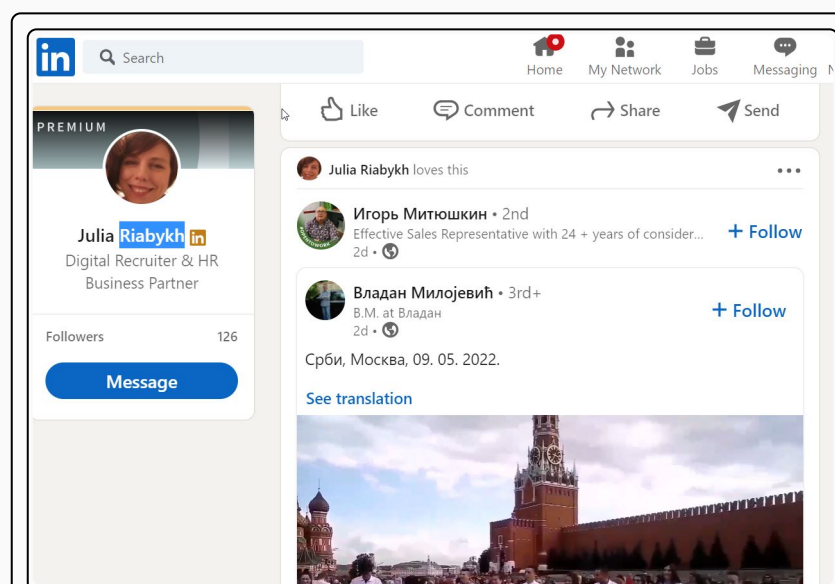 in
Search
Home
My Network
Jobs
Messaging
PREMIUM
Julia Riabykh in
Digital Recruiter & HR
Business Partner
Followers 126
Message
Like
Comment
Share
Send
Julia Riabykh loves this
Игорь Митюшкин • 2nd
Effective Sales Representative with 24 + years of consider...
2d •
+ Follow
Владан Милојевић • 3rd+
B.M. at Владан
2d •
+ Follow
Срби, Москва, 09. 05. 2022.
See translation